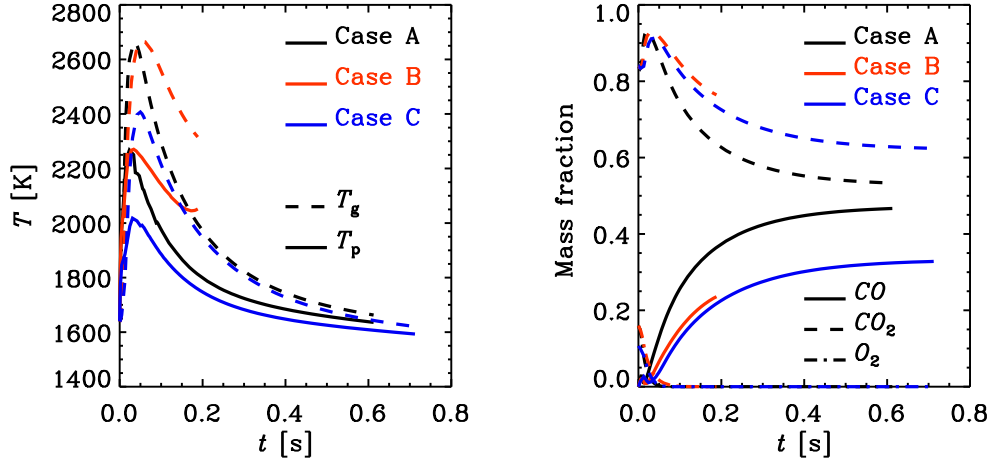 2800
2600
2400
2200
2000
1800
1600
1400
T [K]
0.0 0.2 0.4 0.6 0.8
t [s]
Case A
Case B
Case C
T_g
T_p
1.0
0.8
0.6
0.4
0.2
0.0
Mass fraction
0.0 0.2 0.4 0.6 0.8
t [s]
Case A
Case B
Case C
CO
CO₂
O₂